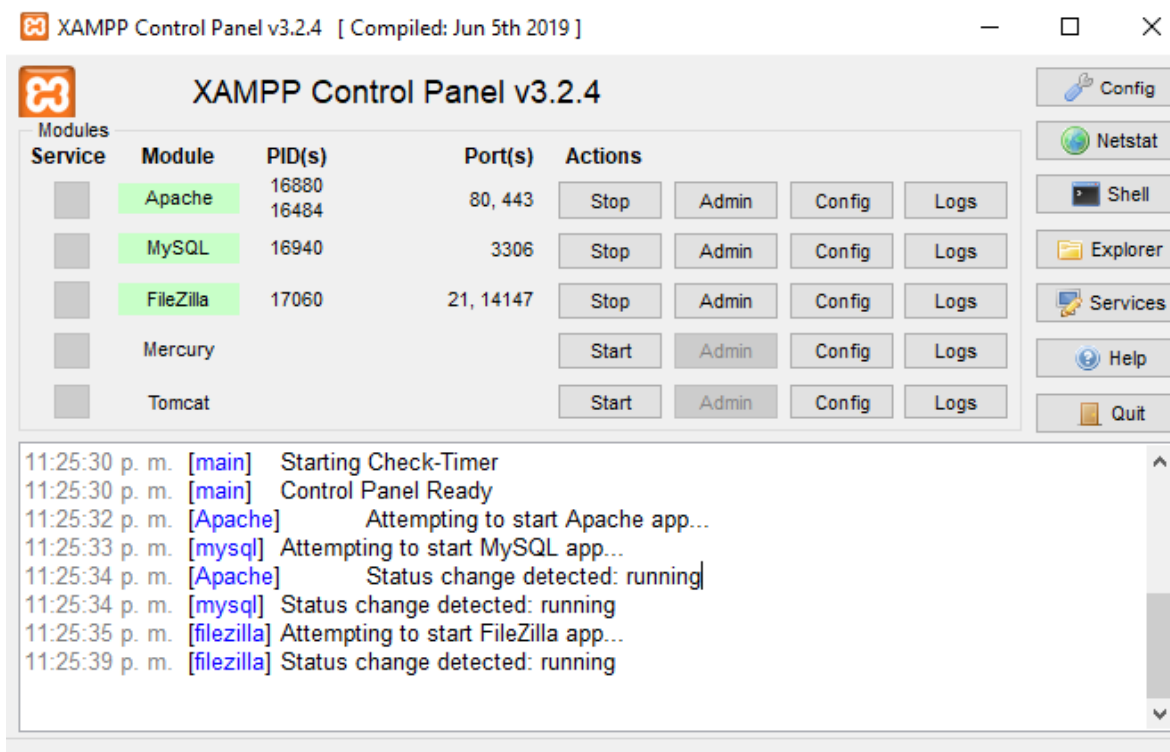 XAMPP Control Panel v3.2.4 [ Compiled: Jun 5th 2019 ]
XAMPP Control Panel v3.2.4
Config
Modules
Service Module PID(s) Port(s) Actions
Netstat
Apache 16880 16484 80, 443 Stop Admin Config Logs
Shell
MySQL 16940 3306 Stop Admin Config Logs
Explorer
FileZilla 17060 21, 14147 Stop Admin Config Logs
Services
Mercury Start Admin Config Logs
Help
Tomcat Start Admin Config Logs
Quit
11:25:30 p. m. [main] Starting Check-Timer
11:25:30 p. m. [main] Control Panel Ready
11:25:32 p. m. [Apache] Attempting to start Apache app...
11:25:33 p. m. [mysql] Attempting to start MySQL app...
11:25:34 p. m. [Apache] Status change detected: running
11:25:34 p. m. [mysql] Status change detected: running
11:25:35 p. m. [filezilla] Attempting to start FileZilla app...
11:25:39 p. m. [filezilla] Status change detected: running